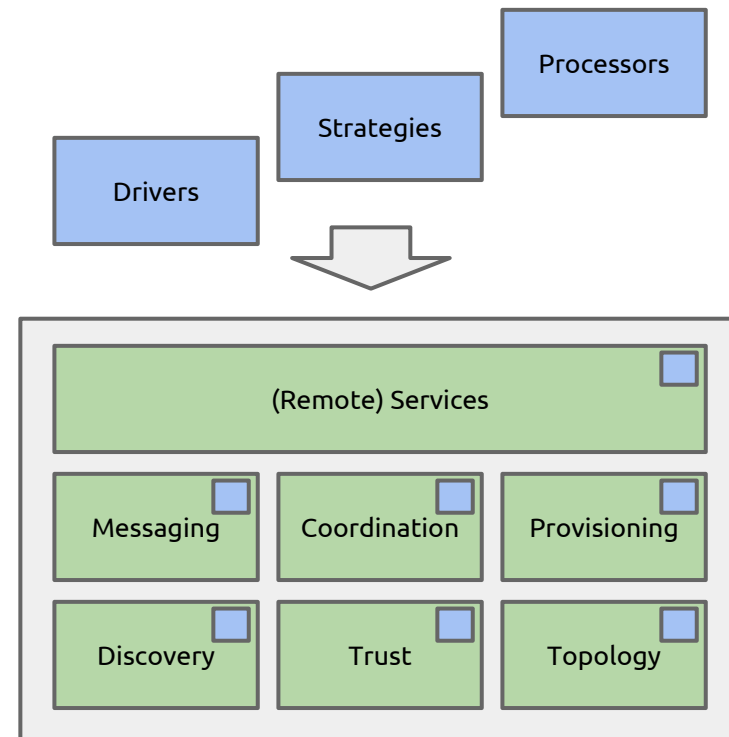 Processors
Strategies
Drivers
(Remote) Services
Messaging
Coordination
Provisioning
Discovery
Trust
Topology